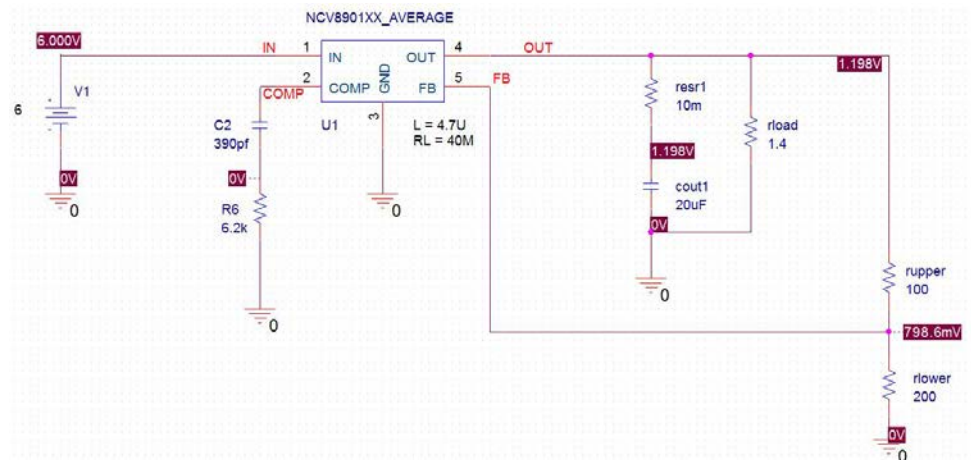 NCV8901XX_AVERAGE
6.000V
IN
1
IN
OUT
4
OUT
1.198V
2
COMP
COMP
GND
FB
5
FB
3
V1
6
0V
0
C2
390pf
0V
R6
6.2k
0
U1
L = 4.7U
RL = 40M
0
resr1
10m
1.198V
cout1
20uF
0V
0
rload
1.4
rupper
100
798.6mV
rlower
200
0V
0